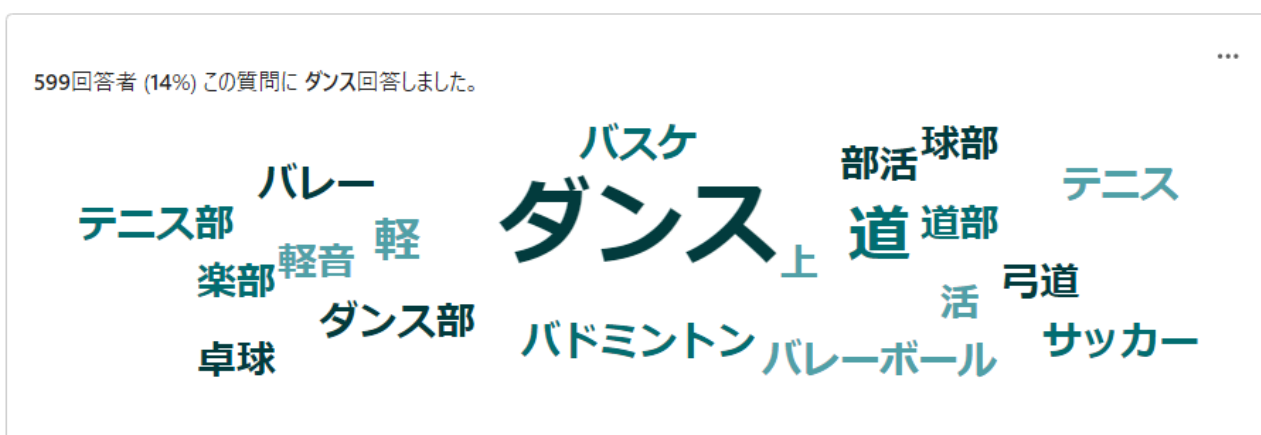 599回答者 (14%) この質問に ダンス回答しました。
バスケ
部活
球部
バレー
テニス
テニス部
軽
ダンス
道
道部
軽音
上
楽部
弓道
活
ダンス部
バドミントン
サッカー
卓球
バレーボール